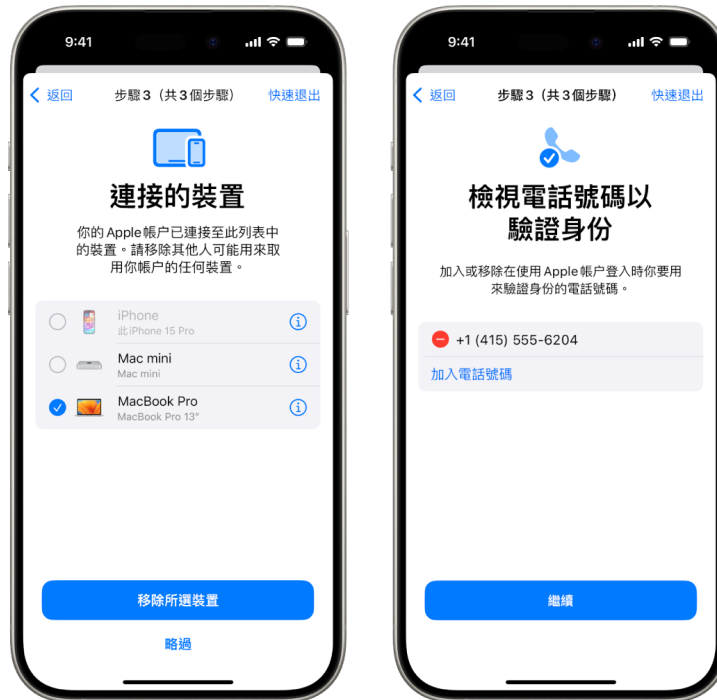 9:41
返回
步驟3（共3個步驟）
快速退出
連接的裝置
你的 Apple 帳户已連接至此列表中
的裝置。請移除其他人可能用來取
用你帳户的任何裝置。
iPhone
此 iPhone 15 Pro
Mac mini
Mac mini
MacBook Pro
MacBook Pro 13"
移除所選裝置
略過
9:41
返回
步驟3（共3個步驟）
快速退出
檢視電話號碼以
驗證身份
加入或移除在使用 Apple 帳户登入時你要用
來驗證身份的電話號碼。
+1 (415) 555-6204
加入電話號碼
繼續